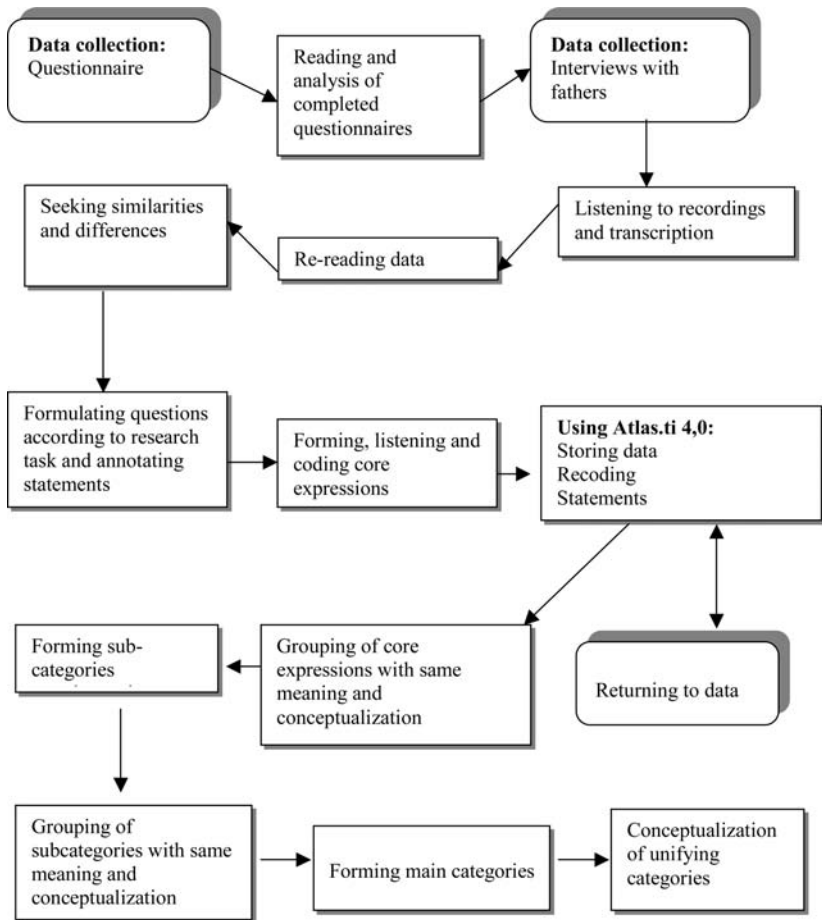 Data collection:
Questionnaire
Reading and
analysis of
completed
questionnaires
Data collection:
Interviews with
fathers
Listening to recordings
and transcription
Re-reading data
Seeking similarities
and differences
Formulating questions
according to research
task and annotating
statements
Forming, listening and
coding core
expressions
Using Atlas.ti 4,0:
Storing data
Recoding
Statements
Returning to data
Grouping of core
expressions with same
meaning and
conceptualization
Forming sub-
categories
Grouping of
subcategories with same
meaning and
conceptualization
Forming main categories
Conceptualization
of unifying
categories